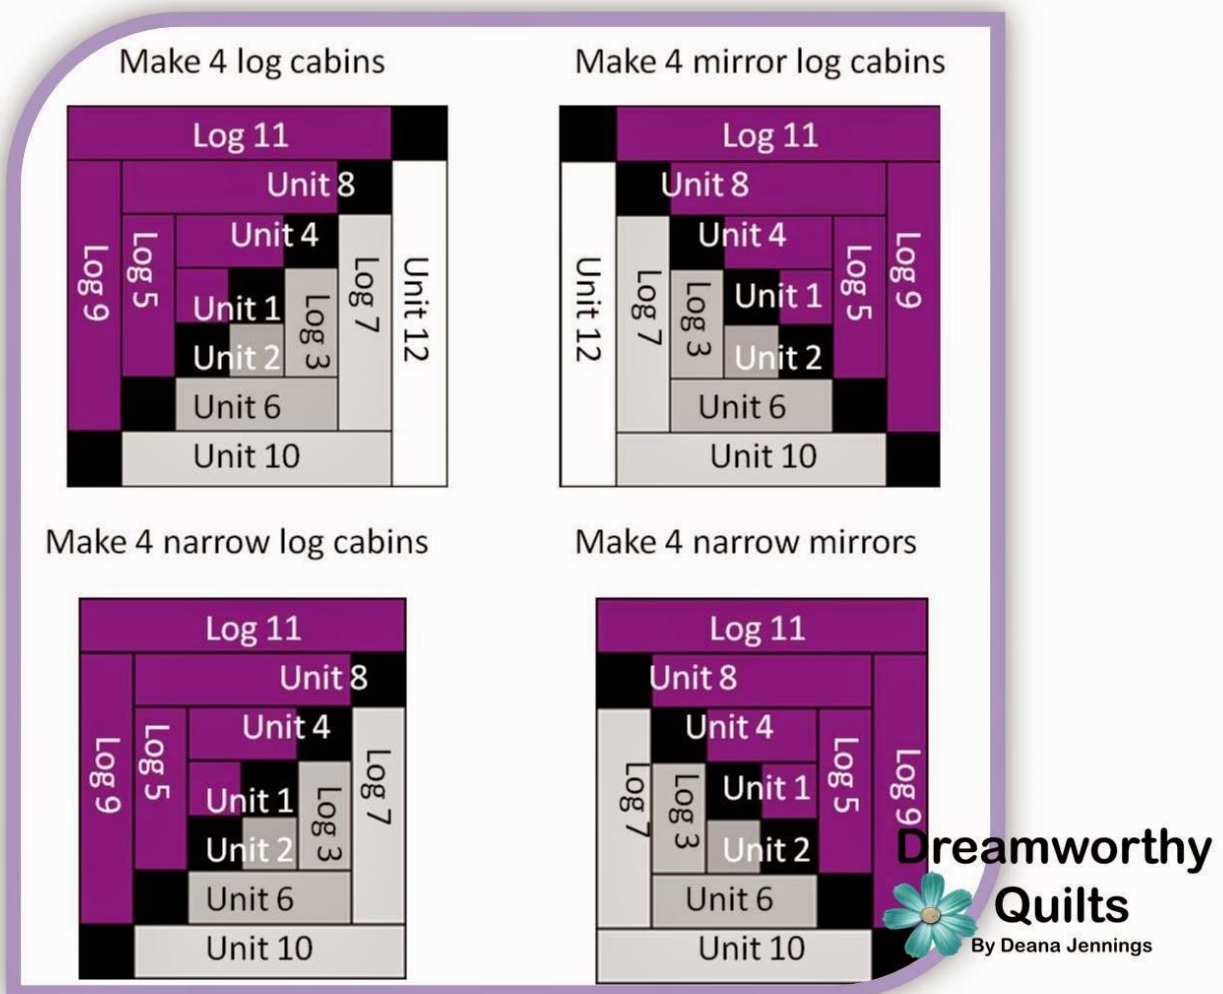 Make 4 log cabins
Log 11
Unit 8
Unit 4
Log 9
Log 5
Unit 1
Log 3
Log 7
Unit 12
Unit 2
Unit 6
Unit 10
Make 4 mirror log cabins
Log 11
Unit 8
Unit 4
Unit 12
Log 7
Log 3
Unit 1
Log 5
Log 9
Unit 2
Unit 6
Unit 10
Make 4 narrow log cabins
Log 11
Unit 8
Unit 4
Log 9
Log 5
Unit 1
Log 3
Log 7
Unit 2
Unit 6
Unit 10
Make 4 narrow mirrors
Log 11
Unit 8
Unit 4
Log 7
Log 3
Unit 1
Log 5
Log 9
Unit 2
Unit 6
Unit 10
Dreamworthy
Quilts
By Deana Jennings